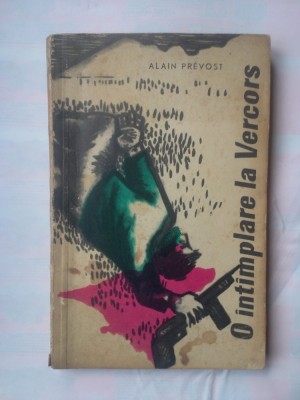 ALAIN PRÉVOST
O întîmplare la Vercors